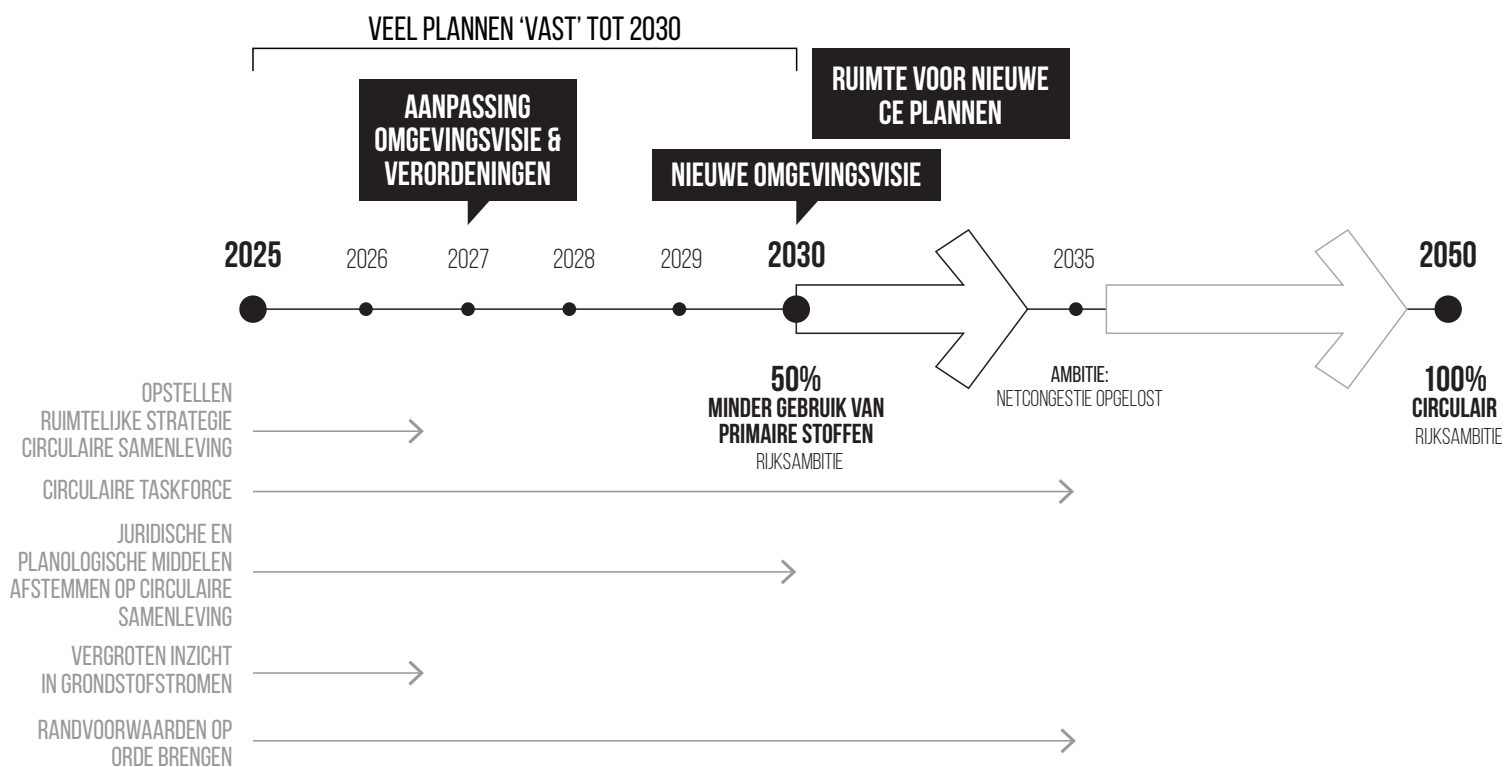 VEEL PLANNEN ‘VAST’ TOT 2030
AANPASSING
OMGEVINGSVISIE &
VERORDENINGEN
NIEUWE OMGEVINGSVISIE
RUIMTE VOOR NIEUWE
CE PLANNEN
2025
2026
2027
2028
2029
2030
2035
2050
50%
MINDER GEBRUIK VAN
PRIMAIRE STOFFEN
RIJKSAMBITIE
AMBITIE:
NETCONGESTIE OPGELOST
100%
CIRCULAIR
RIJKSAMBITIE
OPSTELLEN
RUIMTELIJKE STRATEGIE
CIRCULAIRE SAMENLEVING
CIRCULAIRE TASKFORCE
JURIDISCHE EN
PLANOLOGISCHE MIDDELEN
AFSTEMMEN OP CIRCULAIRE
SAMENLEVING
VERGROTEN INZICHT
IN GRONDSTOFSTROMEN
RANDVOORWAARDEN OP
ORDE BRENGEN